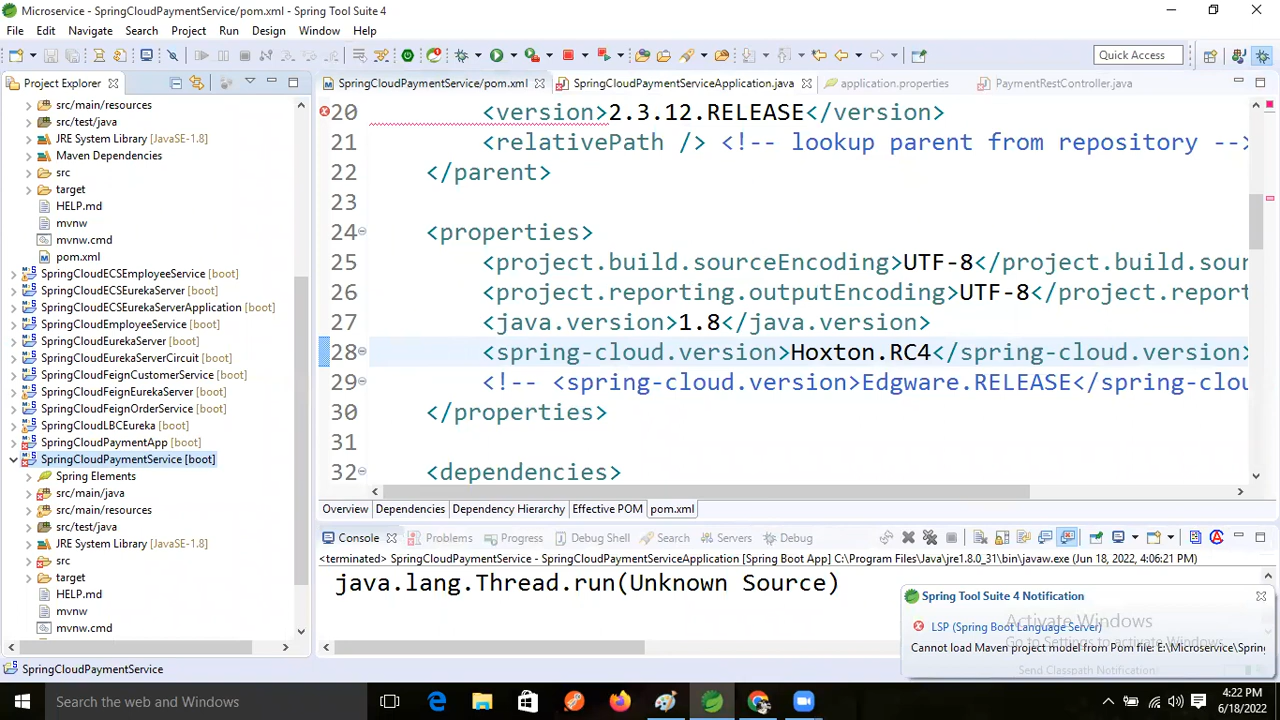 Microservice - SpringCloudPaymentService/pom.xml - Spring Tool Suite 4
File Edit Navigate Search Project Run Design Window Help
Quick Access
Project Explorer
src/main/resources
src/test/java
JRE System Library [JavaSE-1.8]
Maven Dependencies
src
target
HELP.md
mvnw
mvnw.cmd
pom.xml
SpringCloudECSEmployeeService [boot]
SpringCloudECSEurekaServer [boot]
SpringCloudECSEurekaServerApplication [boot]
SpringCloudEmployeeService [boot]
SpringCloudEurekaServer [boot]
SpringCloudEurekaServerCircuit [boot]
SpringCloudFeignCustomerService [boot]
SpringCloudFeignEurekaServer [boot]
SpringCloudFeignOrderService [boot]
SpringCloudLBCEureka [boot]
SpringCloudPaymentApp [boot]
SpringCloudPaymentService [boot]
Spring Elements
src/main/java
src/main/resources
src/test/java
JRE System Library [JavaSE-1.8]
src
target
HELP.md
mvnw
mvnw.cmd
SpringCloudPaymentService/pom.xml SpringCloudPaymentServiceApplication.java application.properties PaymentRestController.java
20 <version>2.3.12.RELEASE</version>
21 <relativePath /> <!-- lookup parent from repository -->
22 </parent>
23
24 <properties>
25 <project.build.sourceEncoding>UTF-8</project.build.sour
26 <project.reporting.outputEncoding>UTF-8</project.report
27 <java.version>1.8</java.version>
28 <spring-cloud.version>Hoxton.RC4</spring-cloud.version>
29 <!-- <spring-cloud.version>Edgware.RELEASE</spring-clou
30 </properties>
31
32 <dependencies>
Overview Dependencies Dependency Hierarchy Effective POM pom.xml
Console Problems Progress Debug Shell Search Servers Debug
<terminated> SpringCloudPaymentService - SpringCloudPaymentServiceApplication [Spring Boot App] C:\Program Files\Java\jre1.8.0_31\bin\javaw.exe (Jun 18, 2022, 4:06:21 PM)
java.lang.Thread.run(Unknown Source)
Spring Tool Suite 4 Notification
Activate Windows
LSP (Spring Boot Language Server)
Go to Settings to activate Windows.
Cannot load Maven project model from Pom file: E:\Microservice\Spring
Send Classpath Notification
SpringCloudPaymentService
Search the web and Windows
4:22 PM
6/18/2022